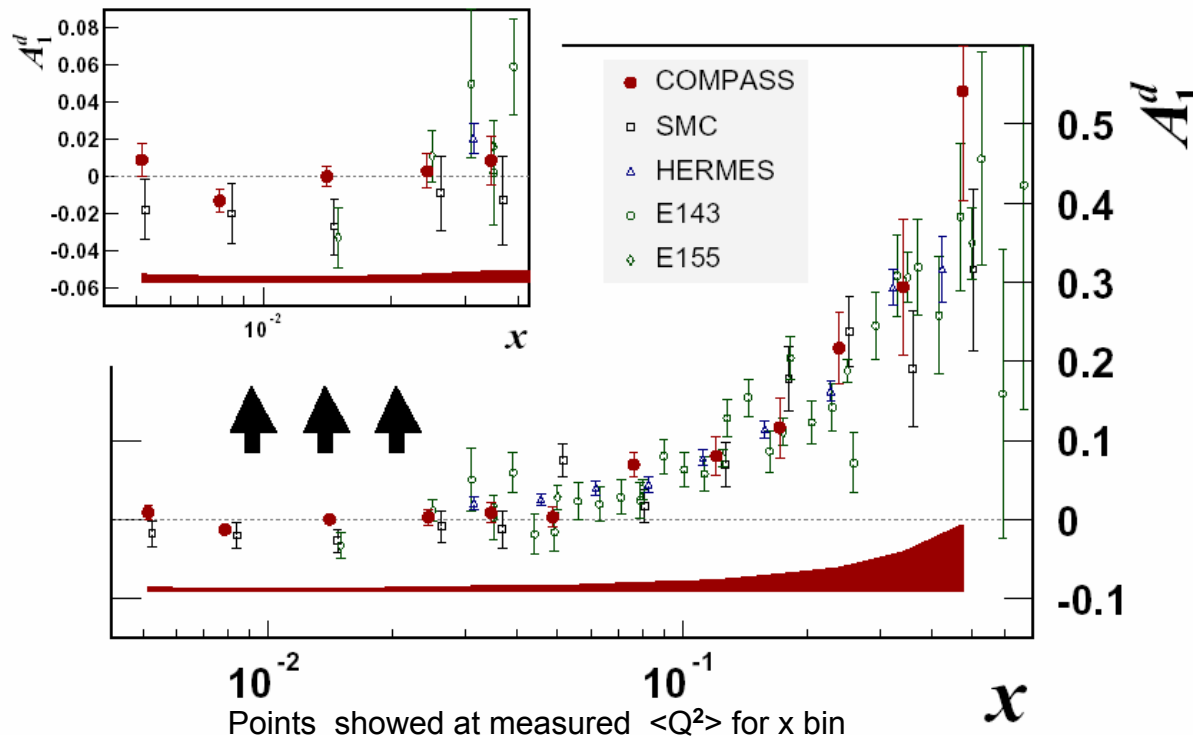 A₁ᵈ
0.08
0.06
0.04
0.02
0
-0.02
-0.04
-0.06
10⁻²
x
COMPASS
SMC
HERMES
E143
E155
A₁ᵈ
0.5
0.4
0.3
0.2
0.1
0
-0.1
10⁻²
10⁻¹
x
Points showed at measured <Q²> for x bin